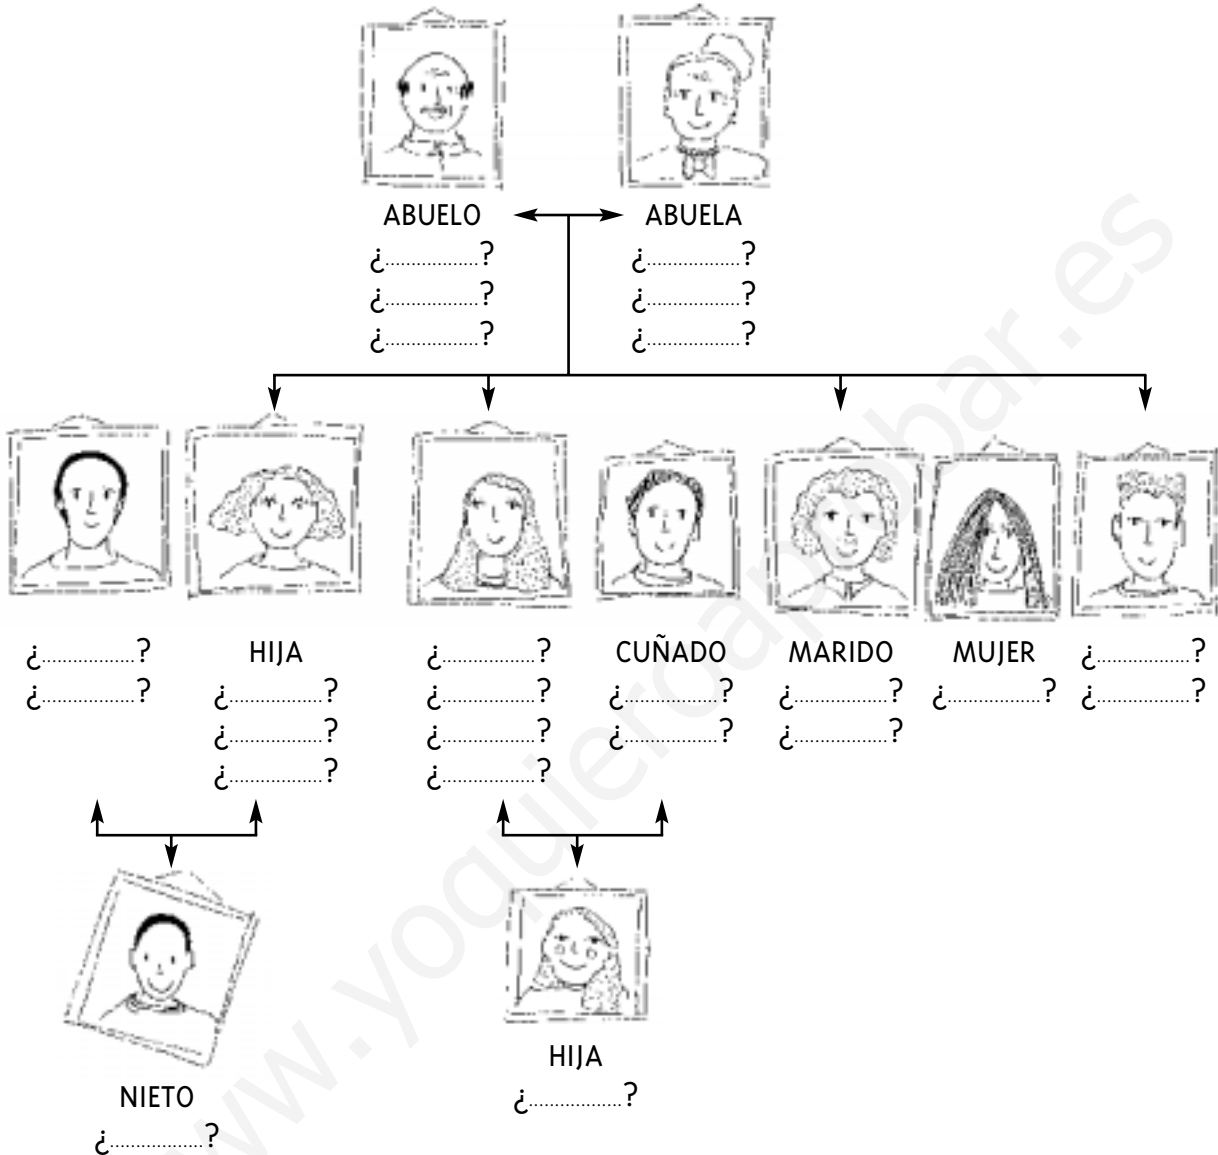 ABUELO ABUELA
¿................? ¿................?
¿................? ¿................?
¿................? ¿................?
¿................? HIJA ¿................? CUÑADO MARIDO MUJER ¿................?
¿................? ¿................? ¿................? ¿................? ¿................? ¿................? ¿................?
¿................? ¿................? ¿................? ¿................?
¿................? ¿................?
HIJA
NIETO ¿................?
¿................?
www.yoquieroaprobar.es